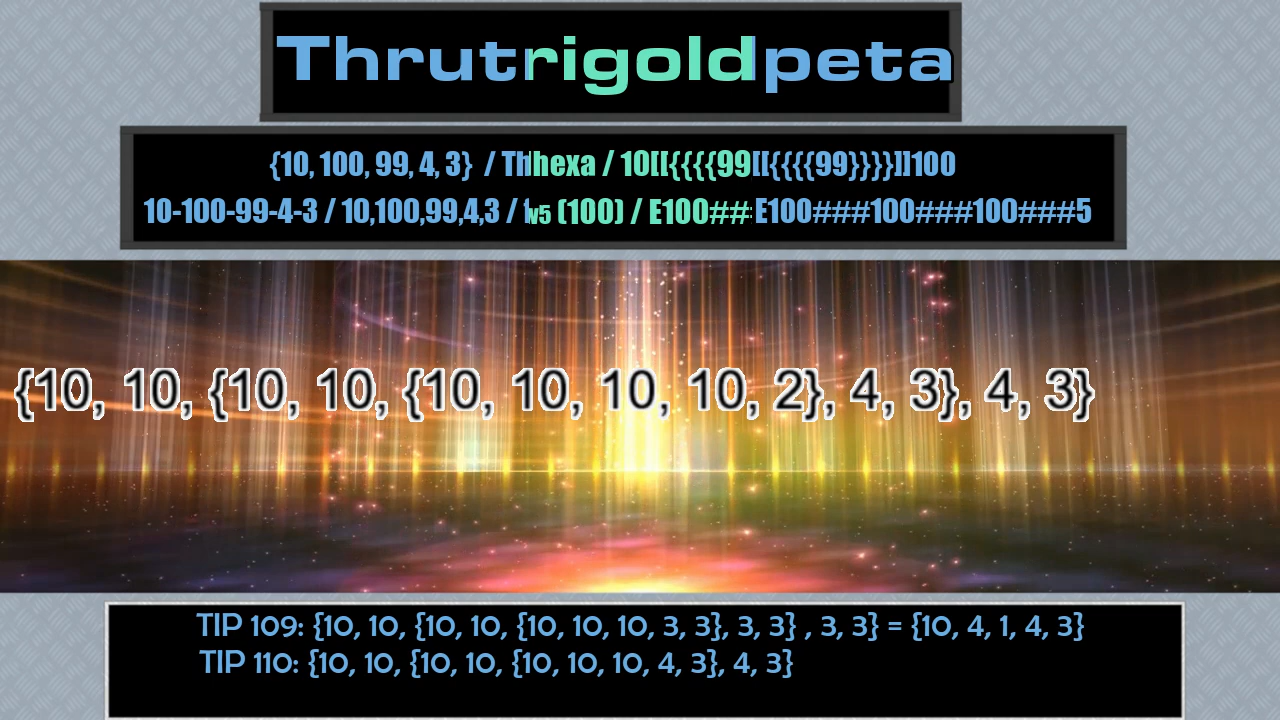 Thrutrigoldpeta
{10, 100, 99, 4, 3} / Th hexa / 10[[{{{{99[[{{{{99}}}}]]100
10-100-99-4-3 / 10,100,99,4,3 / (100) / E100## E100###100###100###5
{10, 10, {10, 10, {10, 10, 10, 10, 2}, 4, 3}, 4, 3}
TIP 109: {10, 10, {10, 10, {10, 10, 10, 3, 3}, 3, 3} , 3, 3} = {10, 4, 1, 4, 3}
TIP 110: {10, 10, {10, 10, {10, 10, 10, 4, 3}, 4, 3}